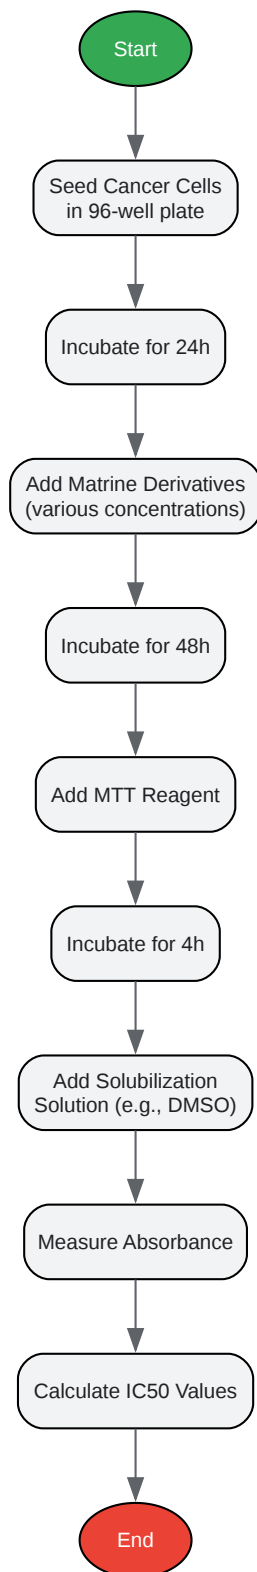 Start
Seed Cancer Cells
in 96-well plate
Incubate for 24h
Add Matrine Derivatives
(various concentrations)
Incubate for 48h
Add MTT Reagent
Incubate for 4h
Add Solubilization
Solution (e.g., DMSO)
Measure Absorbance
Calculate IC50 Values
End